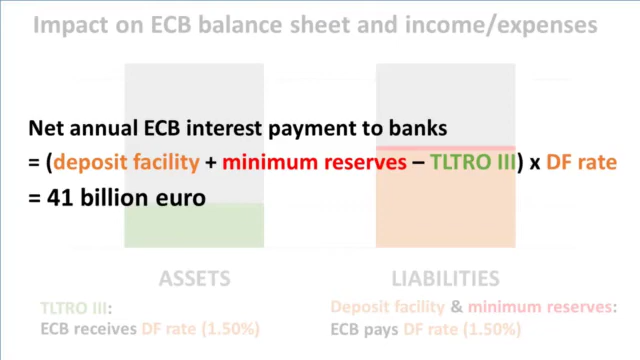 Impact on ECB balance sheet and income/expenses
Net annual ECB interest payment to banks
= (deposit facility + minimum reserves – TLTRO III) x DF rate
= 41 billion euro
ASSETS
LIABILITIES
TLTRO III:
ECB receives DF rate (1.50%)
Deposit facility & minimum reserves:
ECB pays DF rate (1.50%)